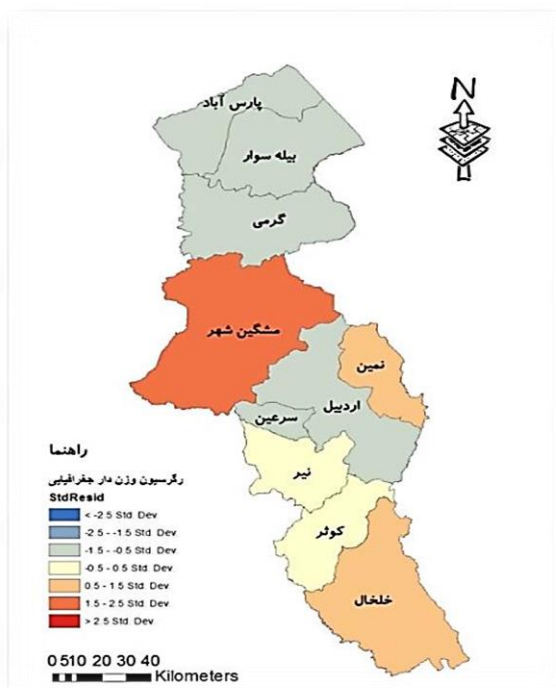 N
پارس آباد
بیله سوار
گرمی
مشگین شهر
نمین
اردبیل
سرعین
نیر
کوثر
خلخال
راهنما
رگرسیون وزن دار جغرافیایی
StdResid
< -2.5 Std. Dev.
-2.5 - -1.5 Std. Dev.
-1.5 - -0.5 Std. Dev.
-0.5 - 0.5 Std. Dev.
0.5 - 1.5 Std. Dev.
1.5 - 2.5 Std. Dev.
> 2.5 Std. Dev.
0 5 10 20 30 40
Kilometers